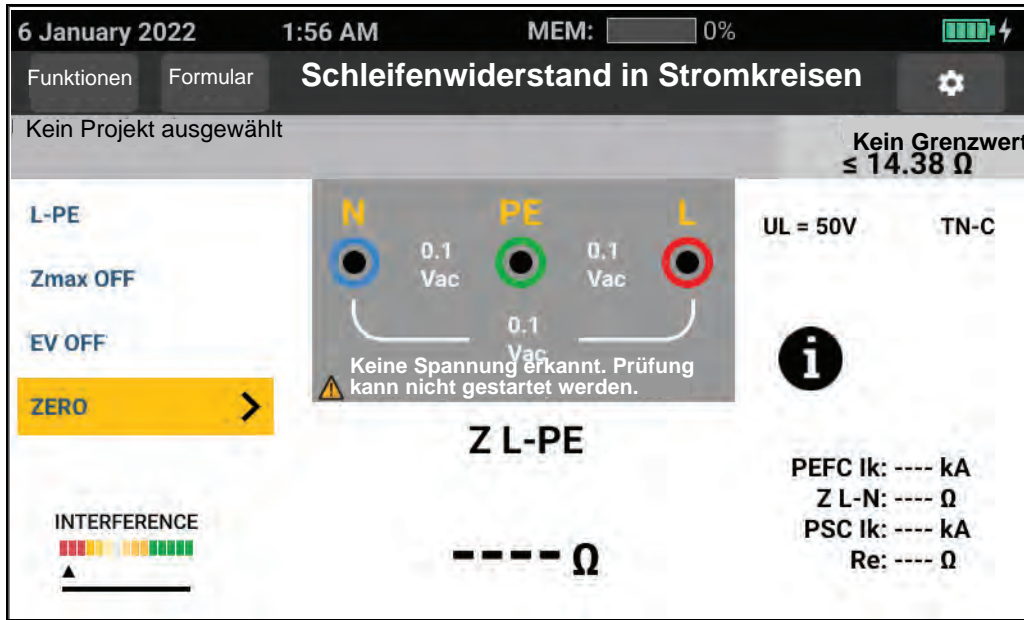 6 January 2022 1:56 AM MEM: 0%
Funktionen Formular Schleifenwiderstand in Stromkreisen
Kein Projekt ausgewählt
Kein Grenzwert
≤ 14.38 Ω
L-PE
Zmax OFF
EV OFF
ZERO
INTERFERENCE
N PE L
0.1 Vac
0.1 Vac
0.1 Vac
Keine Spannung erkannt. Prüfung
kann nicht gestartet werden.
Z L-PE
---- Ω
UL = 50V TN-C
i
PEFC Ik: ---- kA
Z L-N: ---- Ω
PSC Ik: ---- kA
Re: ---- Ω